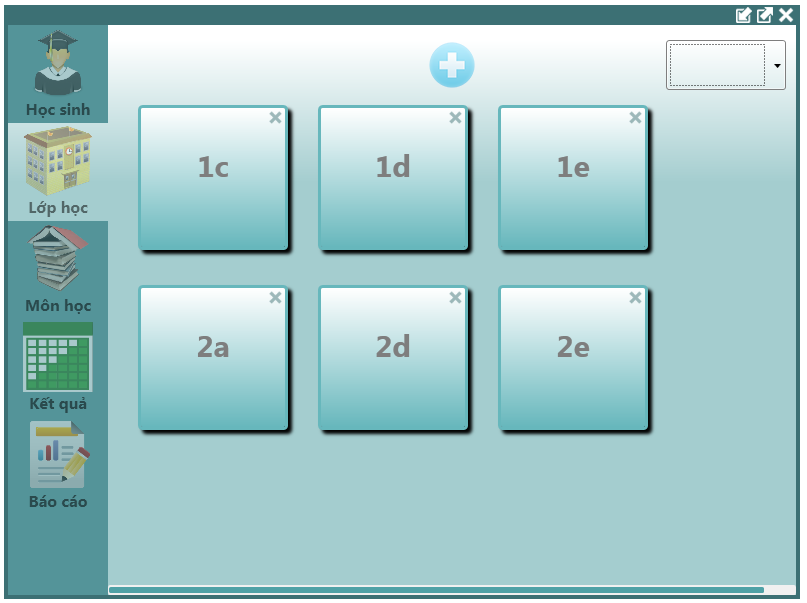 Học sinh
Lớp học
Môn học
Kết quả
Báo cáo
1c
1d
1e
2a
2d
2e